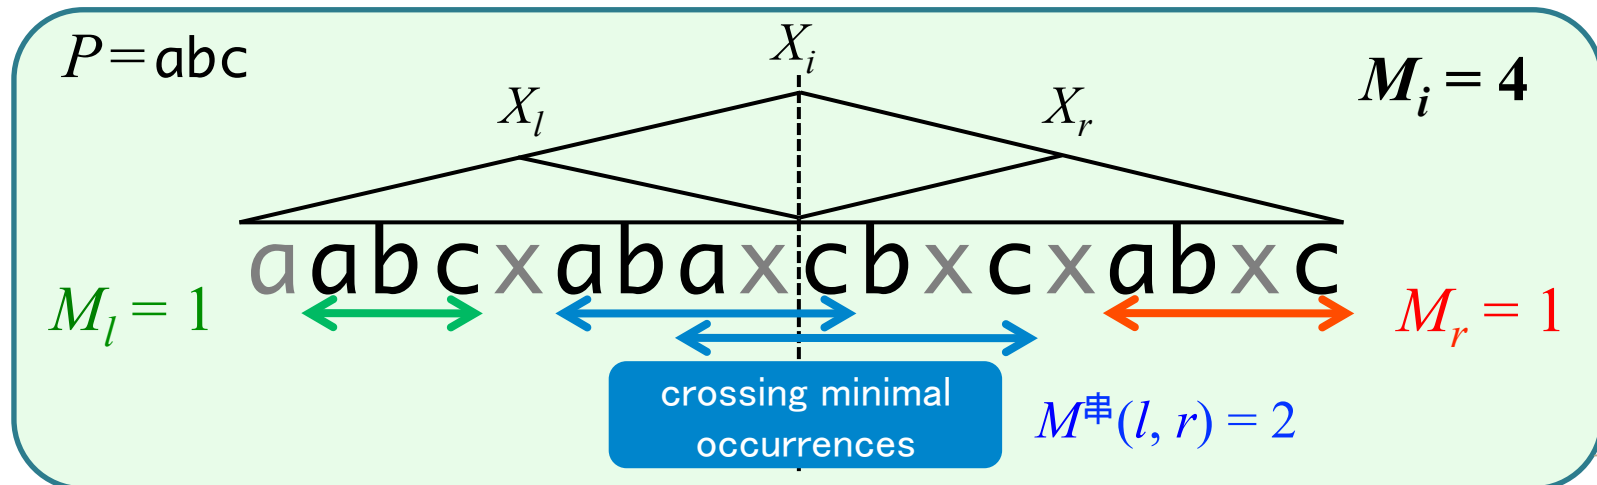 P=abc
X_i
M_i = 4
X_l
X_r
aabcxabaxcbxcxabxc
M_l = 1
M_r = 1
crossing minimal
occurrences
M^串(l, r) = 2